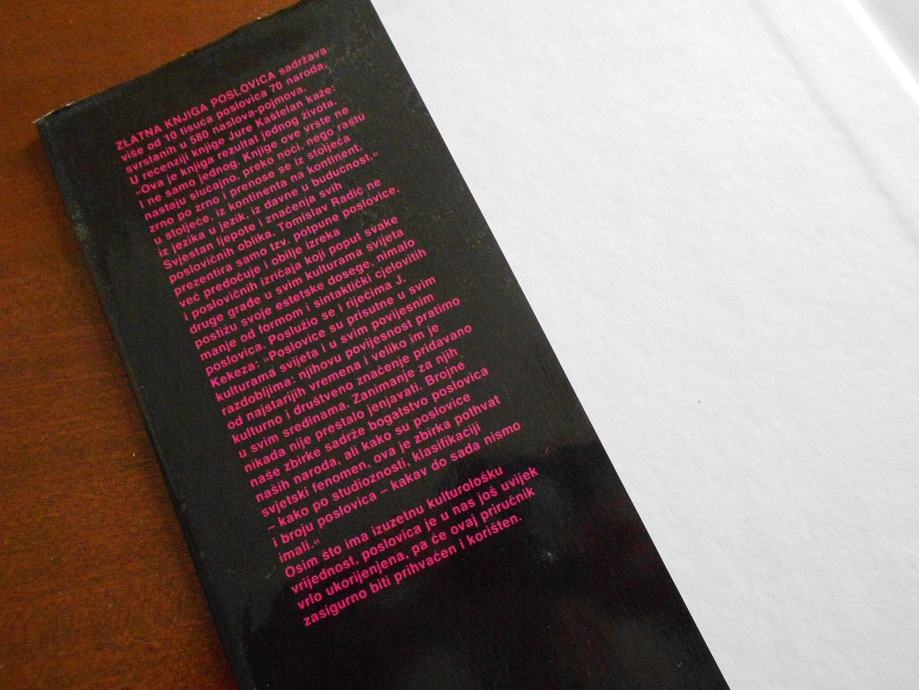 ZLATNA KNJIGA POSLOVICA sadržava
više od 10 tisuća poslovica 70 naroda,
svrstanih u 580 naslova-pojmova.
U recenziji knjige Jure Kaštelan kaže:
»Ova je knjiga rezultat jednog života.
I ne samo jednog. Knjige ove vrste ne
nastaju slučajno, preko noći, nego rastu
zrno po zrno i prenose se iz stoljeća
u stoljeće, iz kontinenta na kontinent,
iz jezika u jezik, iz davne u budućnost.«
Svjestan ljepote i značenja svih
poslovičnih oblika, Tomislav Radić ne
prezentira samo tzv. potpune poslovice,
već predočuje i obilje izreka
i poslovičnih izričaja koji poput svake
druge građe u svim kulturama svijeta
postižu svoje estetske dosege, nimalo
manje od formom i sintaktički cjelovitih
poslovica. Poslužio se i riječima J.
Kekeza: »Poslovice su prisutne u svim
kulturama svijeta i u svim povijesnim
razdobljima: njihovu povijesnost pratimo
od najstarijih vremena i veliko im je
kulturno i društveno značenje pridavano
u svim sredinama. Zanimanje za njih
nikada nije prestalo jenjavati. Brojne
naše zbirke sadrže bogatstvo poslovica
naših naroda, ali kako su poslovice
svjetski fenomen, ova je zbirka pothvat
– kako po studioznosti, klasifikaciji
i broju poslovica – kakav do sada nismo
imali.«
Osim što ima izuzetnu kulturološku
vrijednost, poslovica je u nas još uvijek
vrlo ukorijenjena, pa će ovaj priručnik
zasigurno biti prihvaćen i korišten.